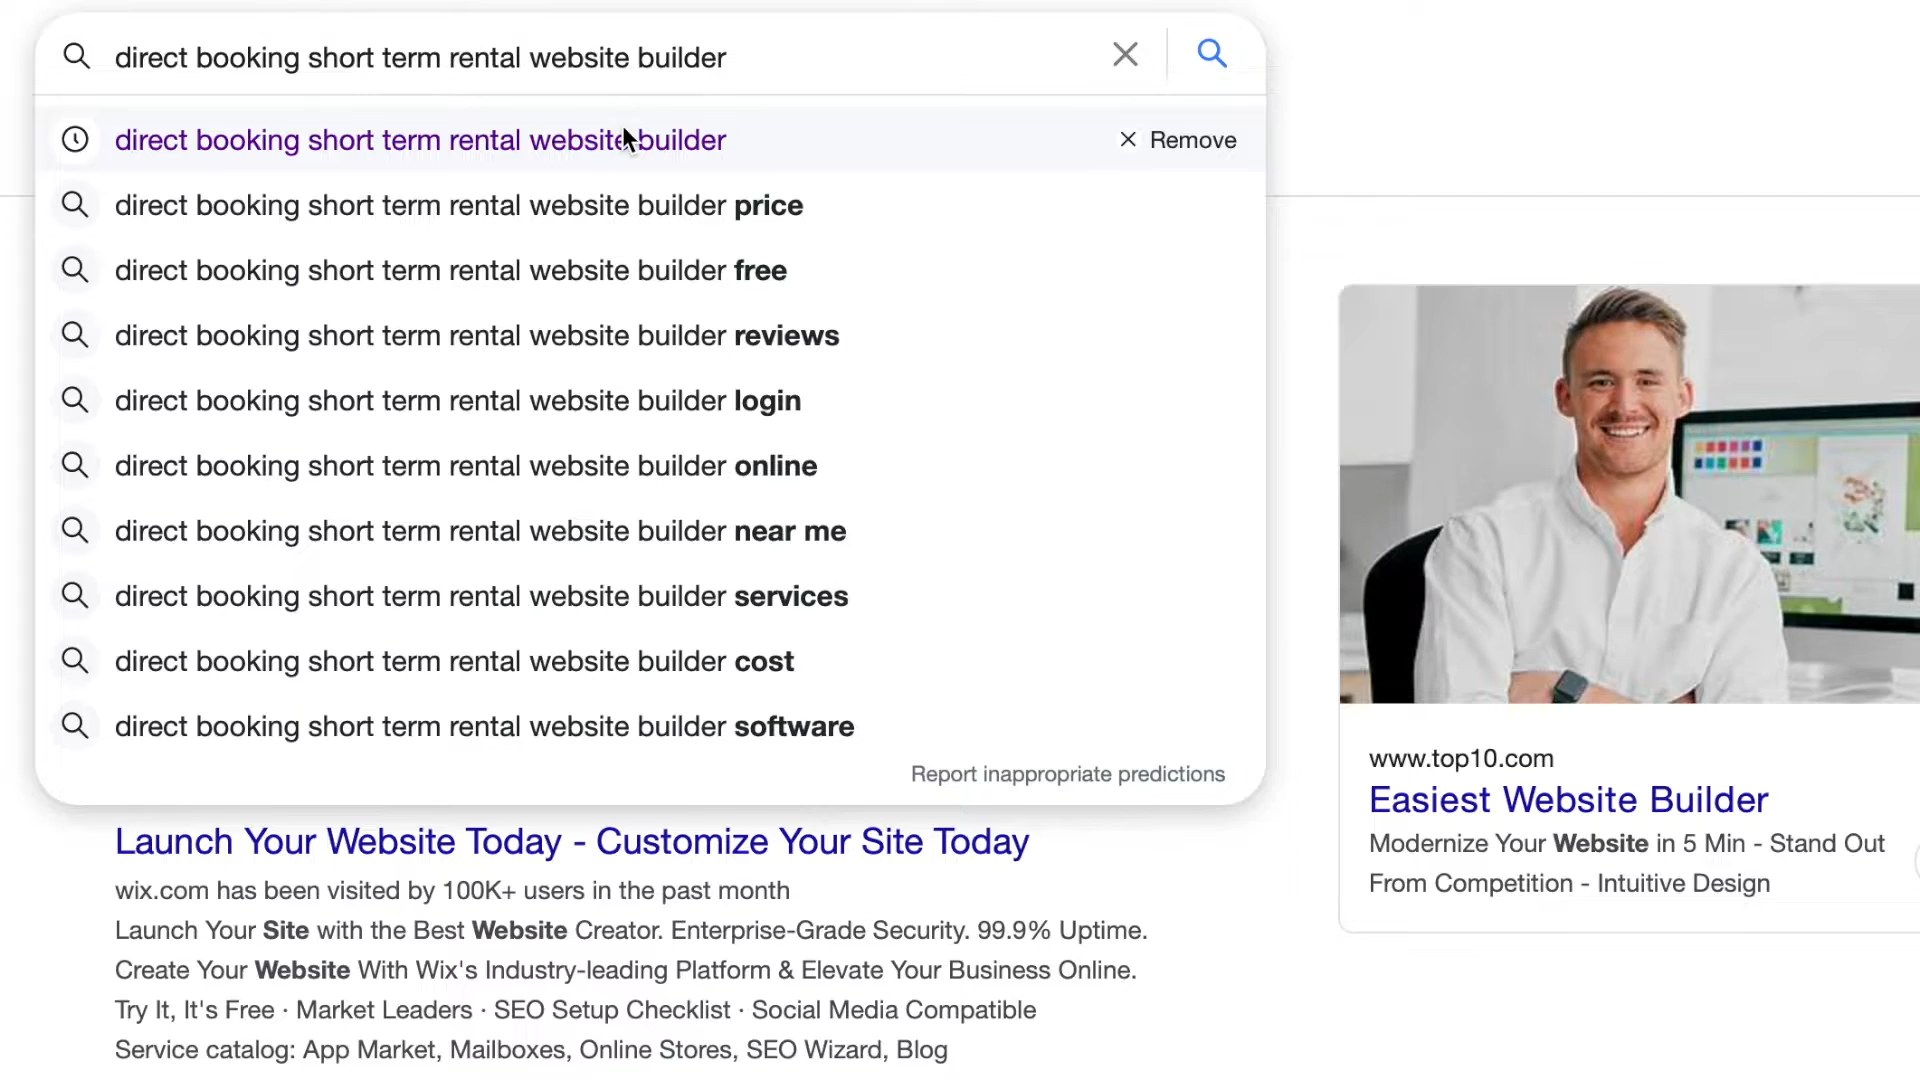 direct booking short term rental website builder
direct booking short term rental website builder
Remove
direct booking short term rental website builder price
direct booking short term rental website builder free
direct booking short term rental website builder reviews
direct booking short term rental website builder login
direct booking short term rental website builder online
direct booking short term rental website builder near me
direct booking short term rental website builder services
direct booking short term rental website builder cost
direct booking short term rental website builder software
Report inappropriate predictions
Launch Your Website Today - Customize Your Site Today
wix.com has been visited by 100K+ users in the past month
Launch Your Site with the Best Website Creator. Enterprise-Grade Security. 99.9% Uptime.
Create Your Website With Wix's Industry-leading Platform & Elevate Your Business Online.
Try It, It's Free · Market Leaders · SEO Setup Checklist · Social Media Compatible
Service catalog: App Market, Mailboxes, Online Stores, SEO Wizard, Blog
www.top10.com
Easiest Website Builder
Modernize Your Website in 5 Min - Stand Out
From Competition - Intuitive Design